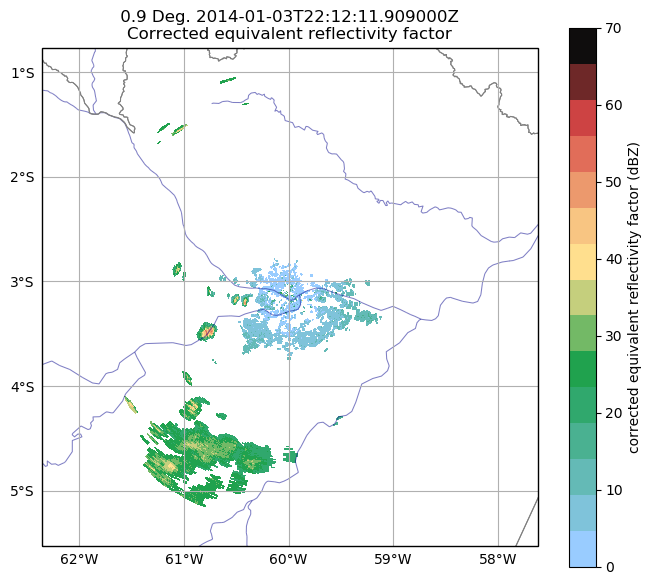 0.9 Deg. 2014-01-03T22:12:11.909000Z
Corrected equivalent reflectivity factor
1°S
2°S
3°S
4°S
5°S
62°W
61°W
60°W
59°W
58°W
70
60
50
40
30
20
10
0
corrected equivalent reflectivity factor (dBZ)